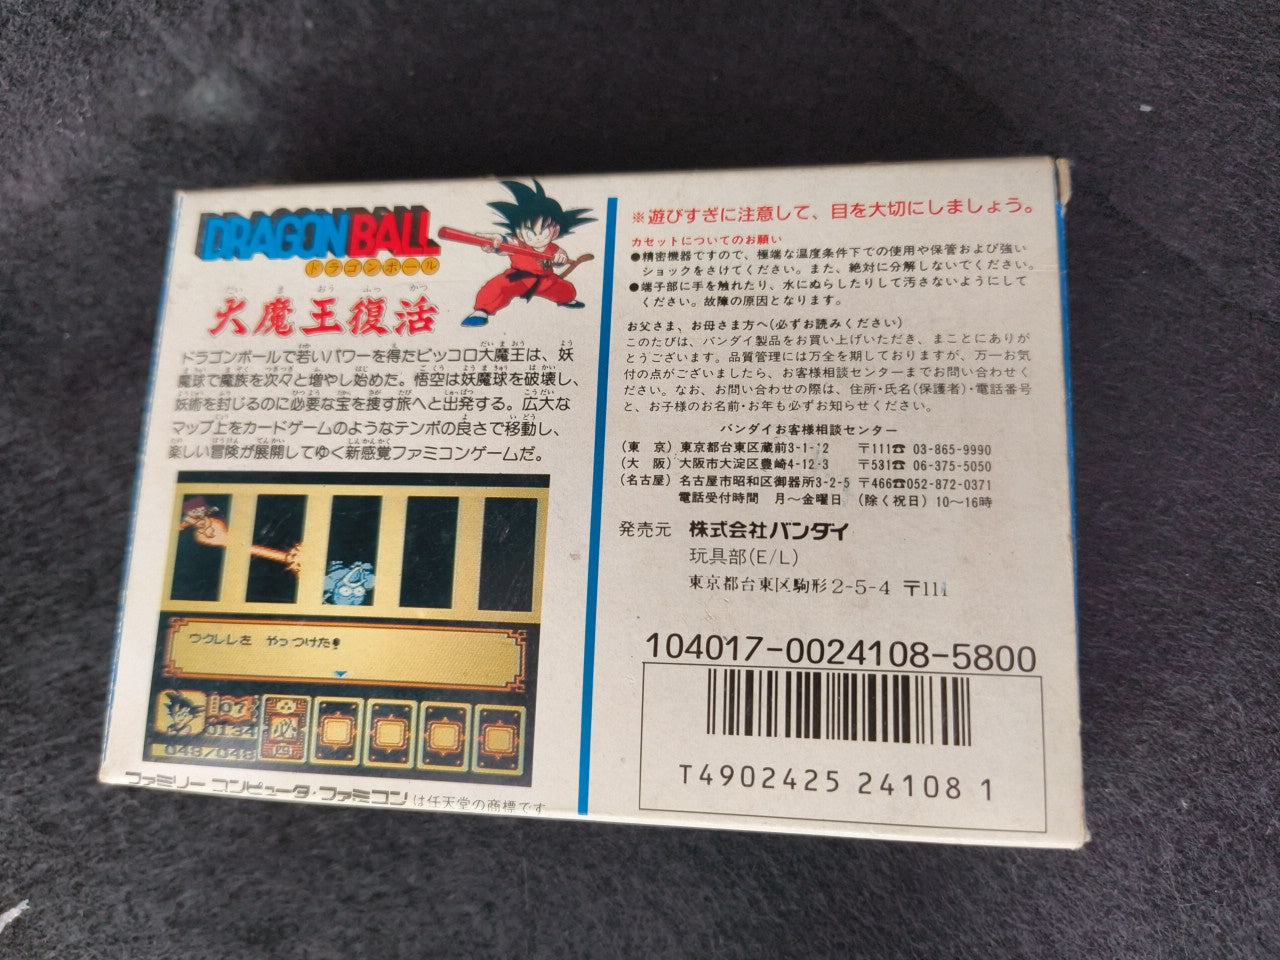 DRAGON BALL
ドラゴンボール
だい ま おう ふっ かつ
大魔王復活
ドラゴンボールで若いパワーを得たピッコロ大魔王は、妖
魔球で魔族を次々と増やし始めた。悟空は妖魔球を破壊し、
妖術を封じるのに必要な宝を捜す旅へと出発する。広大な
マップ上をカードゲームのようなテンポの良さで移動し、
楽しい冒険が展開してゆく新感覚ファミコンゲームだ。
ウクレレを やっつけた!
07
01:34
048/048
必
ファミリーコンピュータ・ファミコンは任天堂の商標です
※遊びすぎに注意して、目を大切にしましょう。
カセットについてのお願い
●精密機器ですので、極端な温度条件下での使用や保管および強い
ショックをさけてください。また、絶対に分解しないでください。
●端子部に手を触れたり、水にぬらしたりして汚さないようにして
ください。故障の原因となります。
お父さま、お母さま方へ(必ずお読みください)
このたびは、バンダイ製品をお買い上げいただき、まことにありが
とうございます。品質管理には万全を期しておりますが、万一お気
付の点がございましたら、お客様相談センターまでお問い合わせく
ください。なお、お問い合わせの際は、住所・氏名(保護者)・電話番号
と、お子様のお名前・お年も必ずお知らせください。
バンダイお客様相談センター
(東 京) 東京都台東区蔵前3-1-12 〒111☎ 03-865-9990
(大 阪) 大阪市大淀区豊崎4-12-3 〒531☎ 06-375-5050
(名古屋) 名古屋市昭和区御器所3-2-5 〒466☎052-872-0371
電話受付時間 月〜金曜日 (除く祝日) 10〜16時
発売元 株式会社バンダイ
玩具部(E/L)
東京都台東区駒形2-5-4 〒111
104017-0024108-5800
T4902425 24108 1